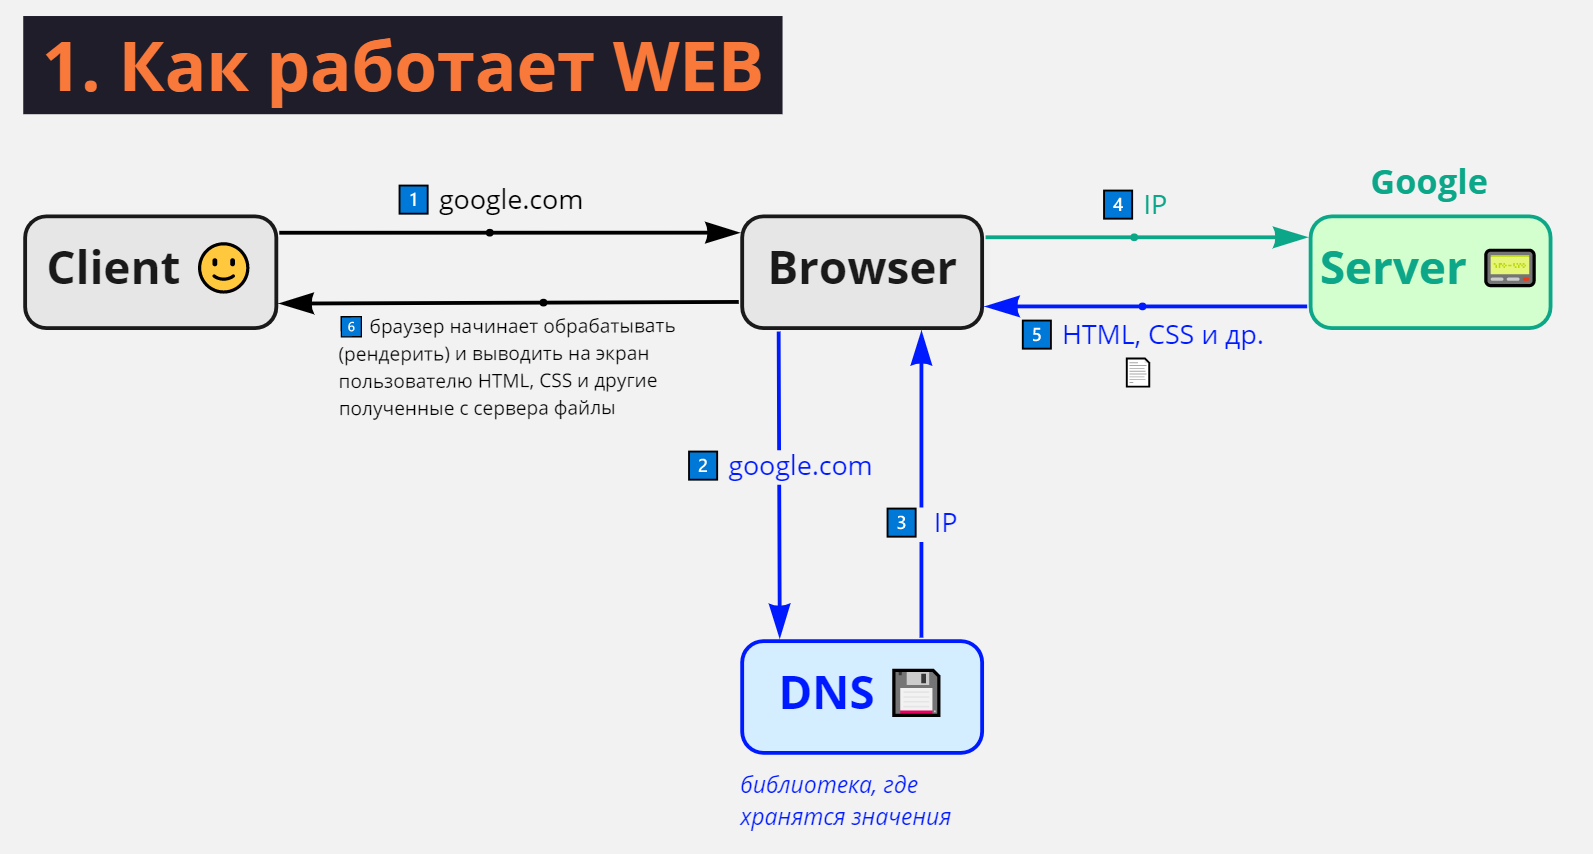 1. Как работает WEB
1 google.com
Client
Browser
6 браузер начинает обрабатывать
(рендерить) и выводить на экран
пользователю HTML, CSS и другие
полученные с сервера файлы
4 IP
Google
Server
5 HTML, CSS и др.
2 google.com
3 IP
DNS
библиотека, где
хранятся значения